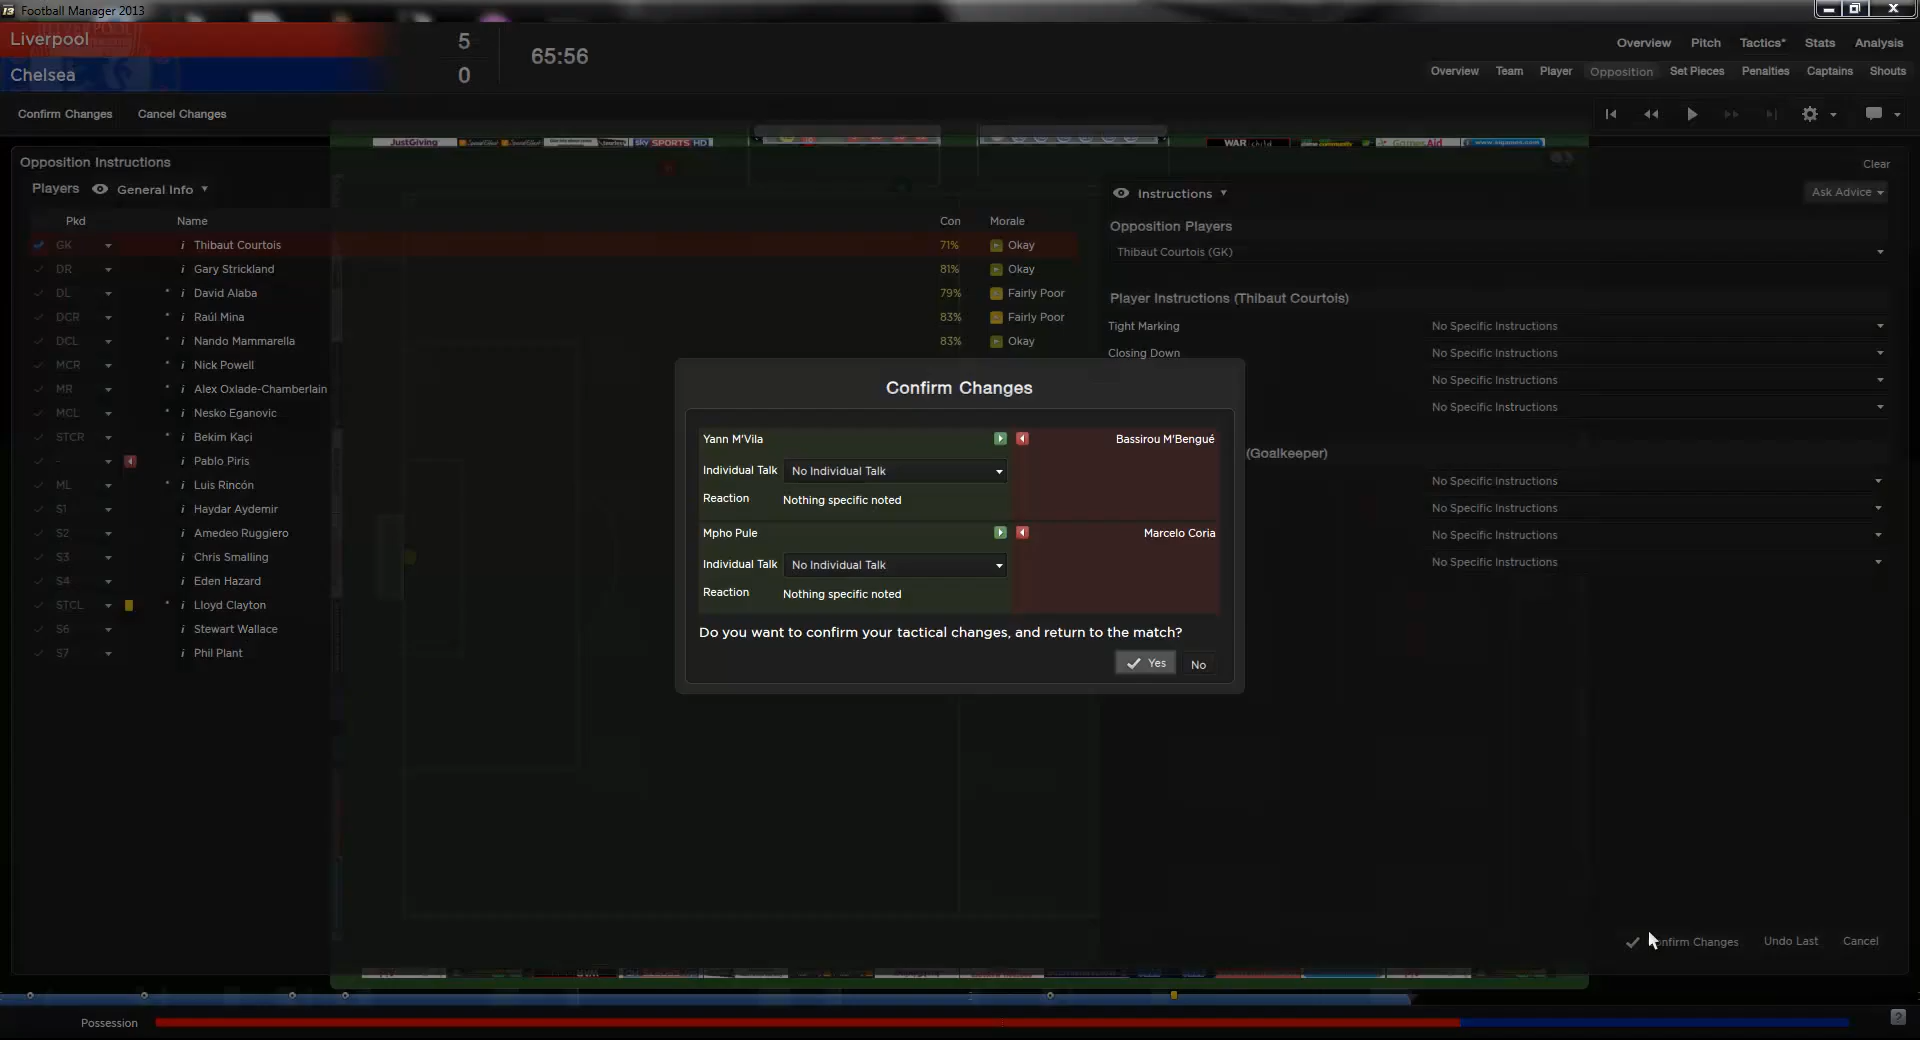 Football Manager 2013
Liverpool 5
Chelsea 0
65:56
Overview Pitch Tactics* Stats Analysis
Overview Team Player Opposition Set Pieces Penalties Captains Shouts
Confirm Changes Cancel Changes
JustGiving sky SPORTS HD WAR child GamesAid
Opposition Instructions
Clear
Players General Info
Instructions
Ask Advice
Pkd Name Con Morale
Opposition Players
GK i Thibaut Courtois 71% Okay
Thibaut Courtois (GK)
DR i Gary Strickland 81% Okay
DL * i David Alaba 79% Fairly Poor
Player Instructions (Thibaut Courtois)
DCR * i Raúl Mina 83% Fairly Poor
Tight Marking No Specific Instructions
DCL * i Nando Mammarella 83% Okay
Closing Down No Specific Instructions
MCR * i Nick Powell
No Specific Instructions
MR * i Alex Oxlade-Chamberlain
No Specific Instructions
MCL * i Nesko Eganovic
STCR * i Bekim Kaçi
(Goalkeeper)
- i Pablo Piris
ML * i Luis Rincón
No Specific Instructions
S1 i Haydar Aydemir
No Specific Instructions
S2 i Amedeo Ruggiero
No Specific Instructions
S3 i Chris Smalling
No Specific Instructions
S4 i Eden Hazard
STCL * i Lloyd Clayton
S6 i Stewart Wallace
S7 i Phil Plant
Confirm Changes
Yann M'Vila Bassirou M'Bengué
Individual Talk No Individual Talk
Reaction Nothing specific noted
Mpho Pule Marcelo Coria
Individual Talk No Individual Talk
Reaction Nothing specific noted
Do you want to confirm your tactical changes, and return to the match?
Yes No
nfirm Changes Undo Last Cancel
Possession
?